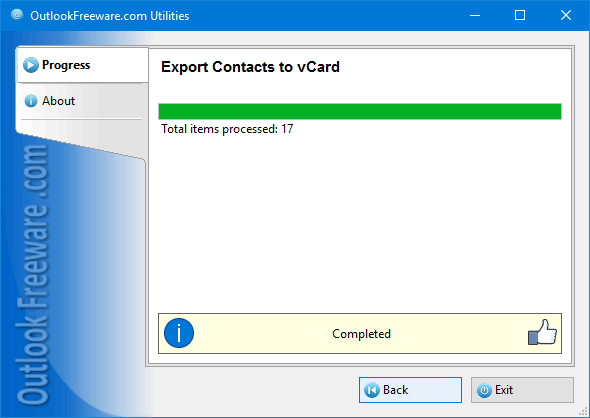 OutlookFreeware.com Utilities
Progress
About
Outlook Freeware .com
Export Contacts to vCard
Total items processed: 17
Completed
Back
Exit